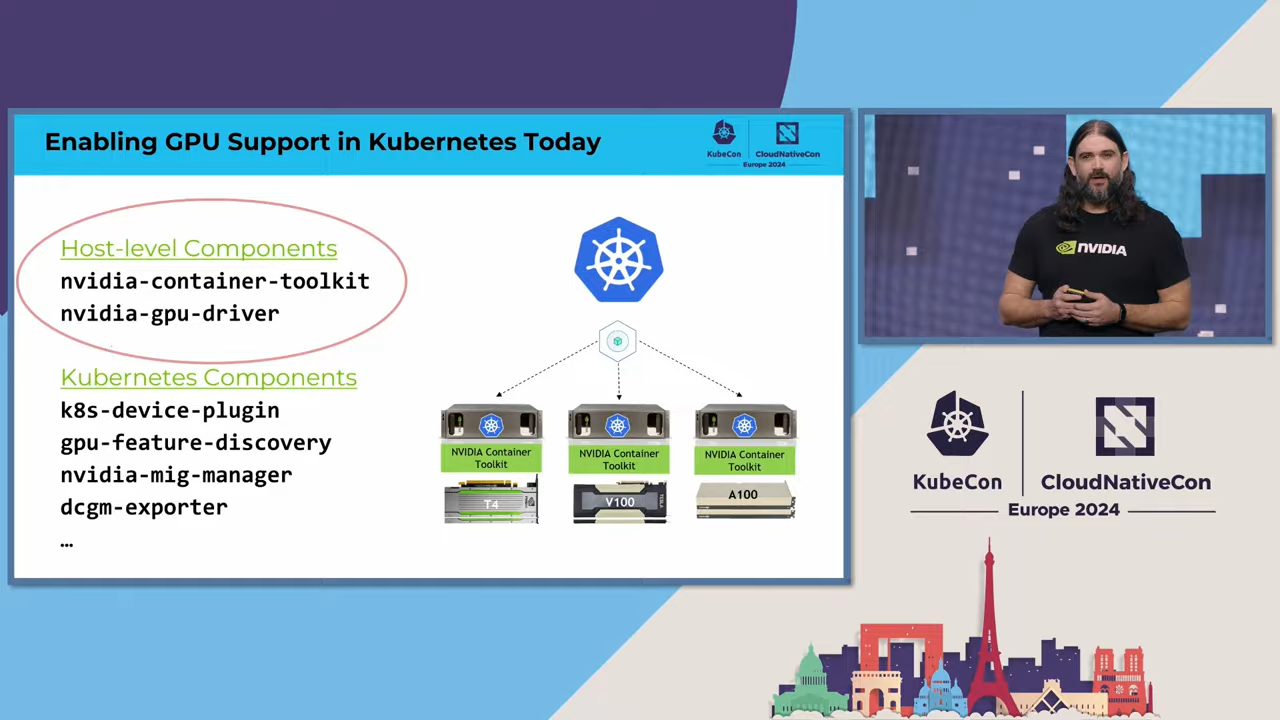 Enabling GPU Support in Kubernetes Today
KubeCon
CloudNativeCon
Europe 2024
Host-level Components
nvidia-container-toolkit
nvidia-gpu-driver
Kubernetes Components
k8s-device-plugin
gpu-feature-discovery
nvidia-mig-manager
dcgm-exporter
…
NVIDIA Container
Toolkit
T4
NVIDIA Container
Toolkit
V100
TESLA
NVIDIA Container
Toolkit
A100
NVIDIA
KubeCon
CloudNativeCon
Europe 2024